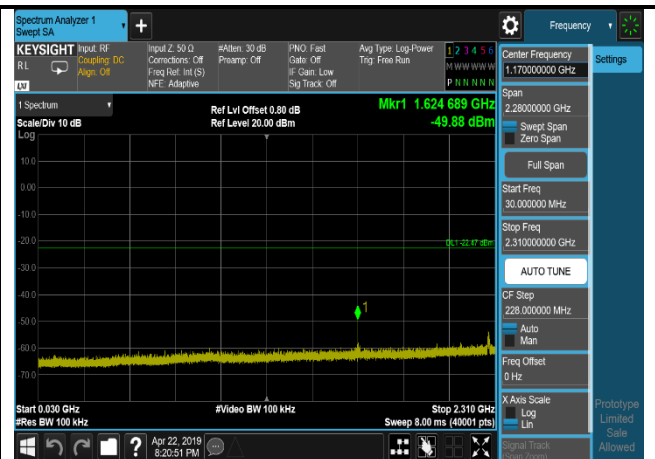 Spectrum Analyzer 1
Swept SA
Frequency
KEYSIGHT
RL
LXI
Input: RF
Coupling: DC
Align: Off
Input Z: 50 Ω
Corrections: Off
Freq Ref: Int (S)
NFE: Adaptive
#Atten: 30 dB
Preamp: Off
PNO: Fast
Gate: Off
IF Gain: Low
Sig Track: Off
Avg Type: Log-Power
Trig: Free Run
1 2 3 4 5 6
M W W W W W
P N N N N N
1 Spectrum
Scale/Div 10 dB
Log
Ref Lvl Offset 0.80 dB
Ref Level 20.00 dBm
Mkr1 1.624 689 GHz
-49.88 dBm
10.0
0.00
-10.0
-20.0
DL1 -22.47 dBm
-30.0
-40.0
-50.0
-60.0
-70.0
1
Start 0.030 GHz
#Res BW 100 kHz
#Video BW 100 kHz
Stop 2.310 GHz
Sweep 8.00 ms (40001 pts)
Apr 22, 2019
8:20:51 PM
Center Frequency
1.170000000 GHz
Span
2.28000000 GHz
Swept Span
Zero Span
Full Span
Start Freq
30.000000 MHz
Stop Freq
2.310000000 GHz
AUTO TUNE
CF Step
228.000000 MHz
Auto
Man
Freq Offset
0 Hz
X Axis Scale
Log
Lin
Signal Track
(Span Zoom)
Settings
Prototype
Limited
Sale
Allowed